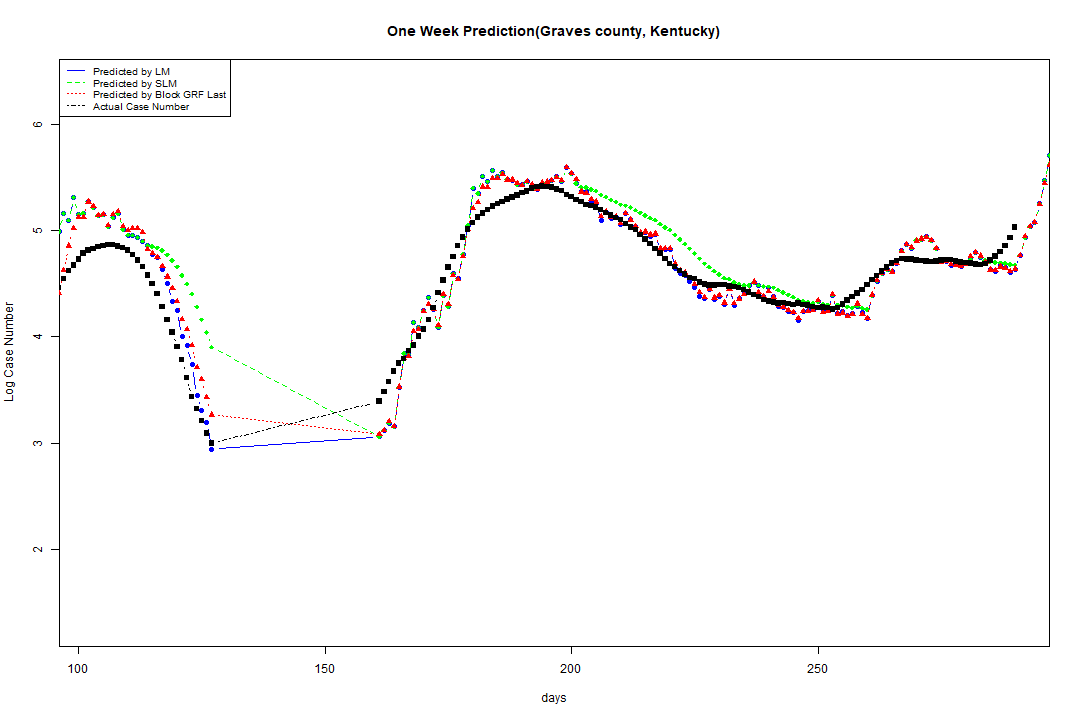 One Week Prediction(Graves county, Kentucky)
Predicted by LM
Predicted by SLM
Predicted by Block GRF Last
Actual Case Number
6
5
4
3
2
Log Case Number
100 150 200 250
days